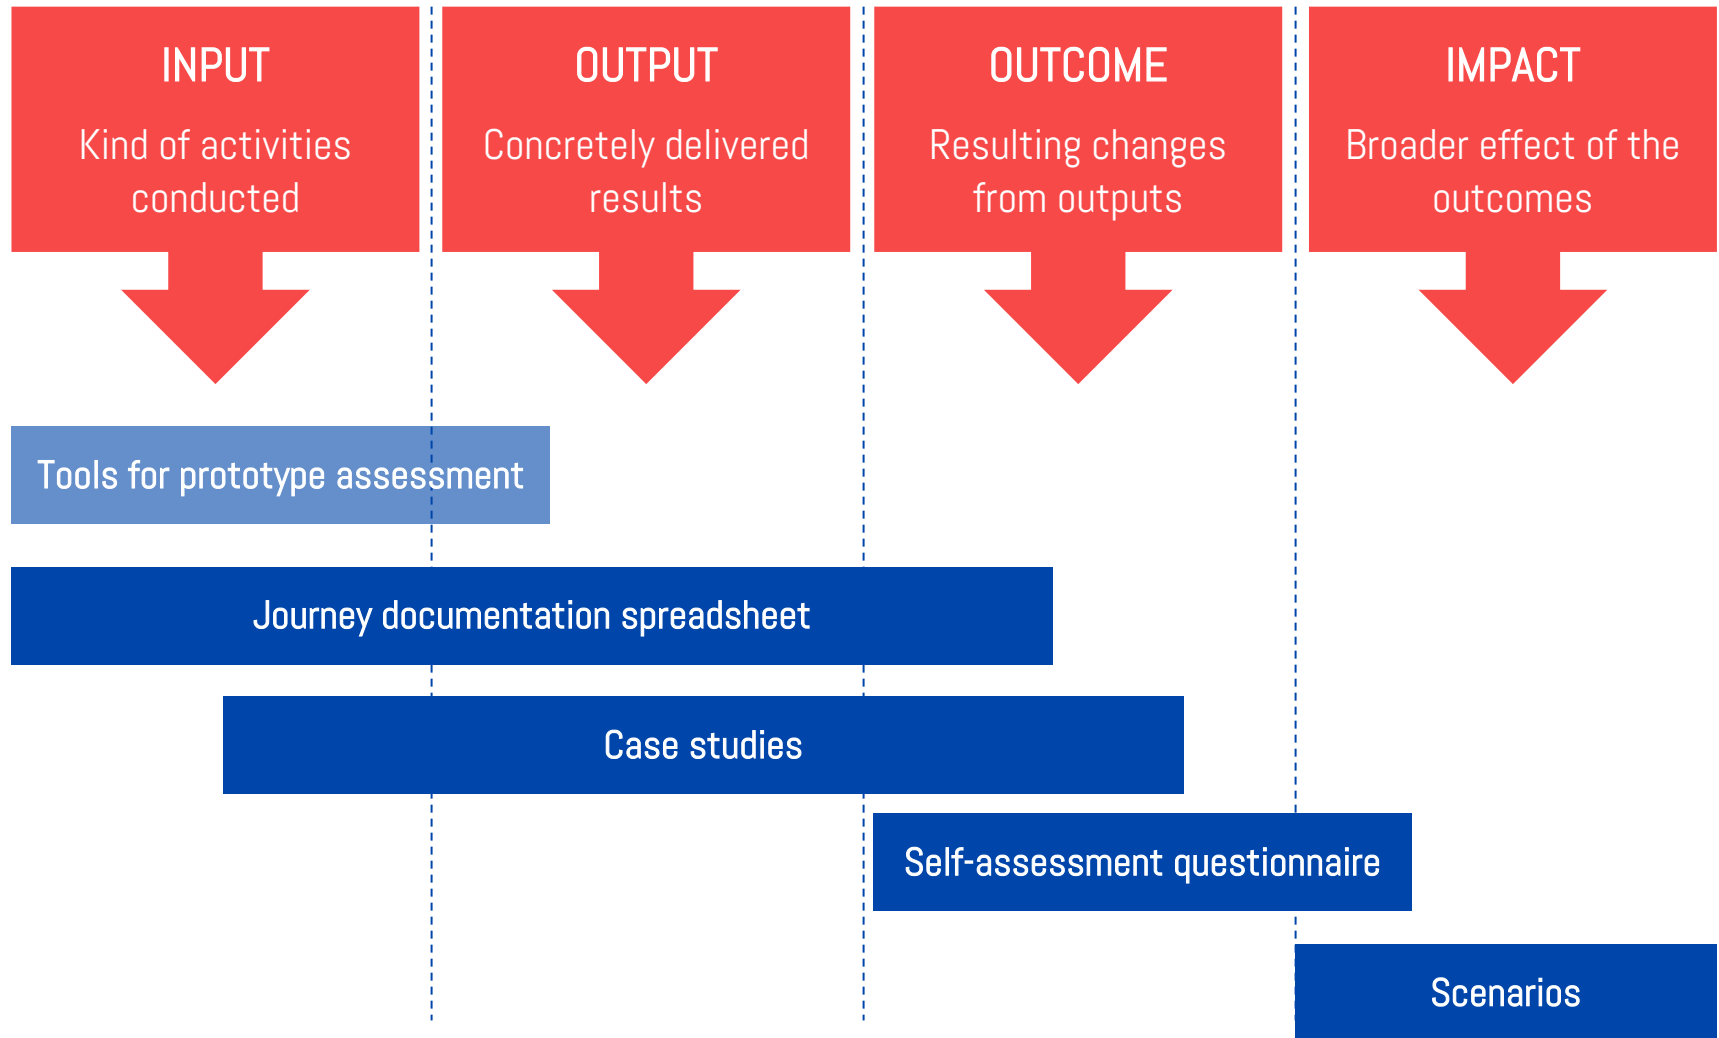 INPUT
Kind of activities
conducted
OUTPUT
Concretely delivered
results
OUTCOME
Resulting changes
from outputs
IMPACT
Broader effect of the
outcomes
Tools for prototype assessment
Journey documentation spreadsheet
Case studies
Self-assessment questionnaire
Scenarios